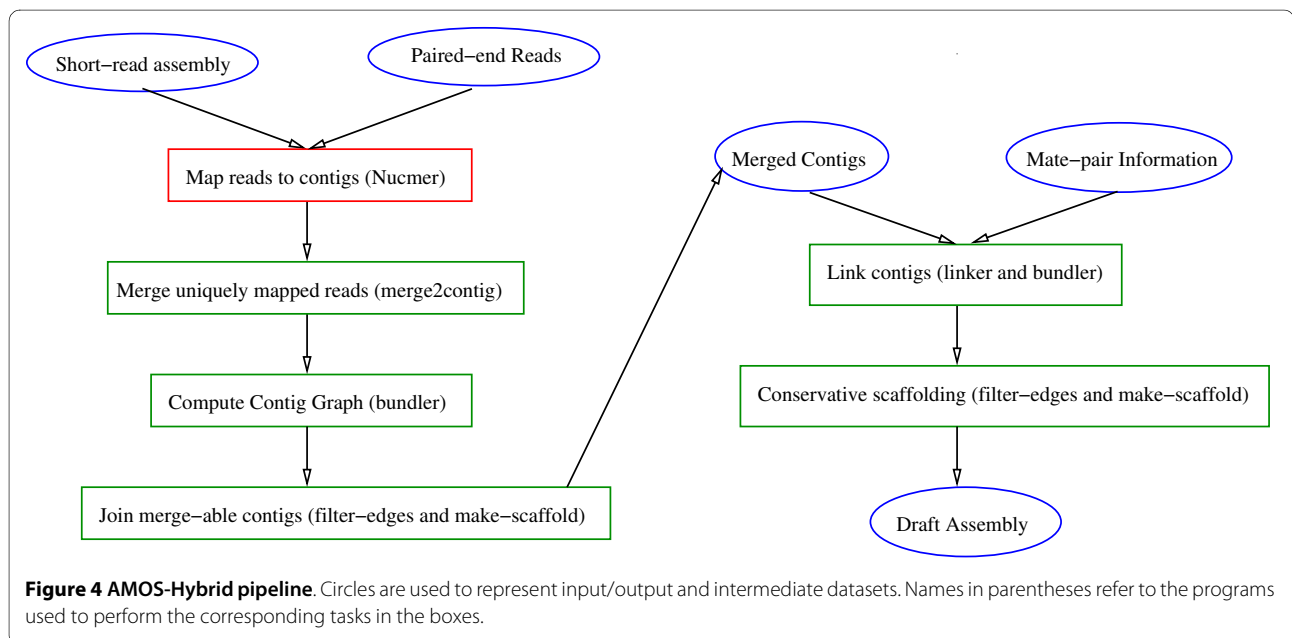 Short−read assembly
Paired−end Reads
Map reads to contigs (Nucmer)
Merge uniquely mapped reads (merge2contig)
Compute Contig Graph (bundler)
Join merge−able contigs (filter−edges and make−scaffold)
Merged Contigs
Mate−pair Information
Link contigs (linker and bundler)
Conservative scaffolding (filter−edges and make−scaffold)
Draft Assembly
Figure 4 AMOS-Hybrid pipeline. Circles are used to represent input/output and intermediate datasets. Names in parentheses refer to the programs
used to perform the corresponding tasks in the boxes.